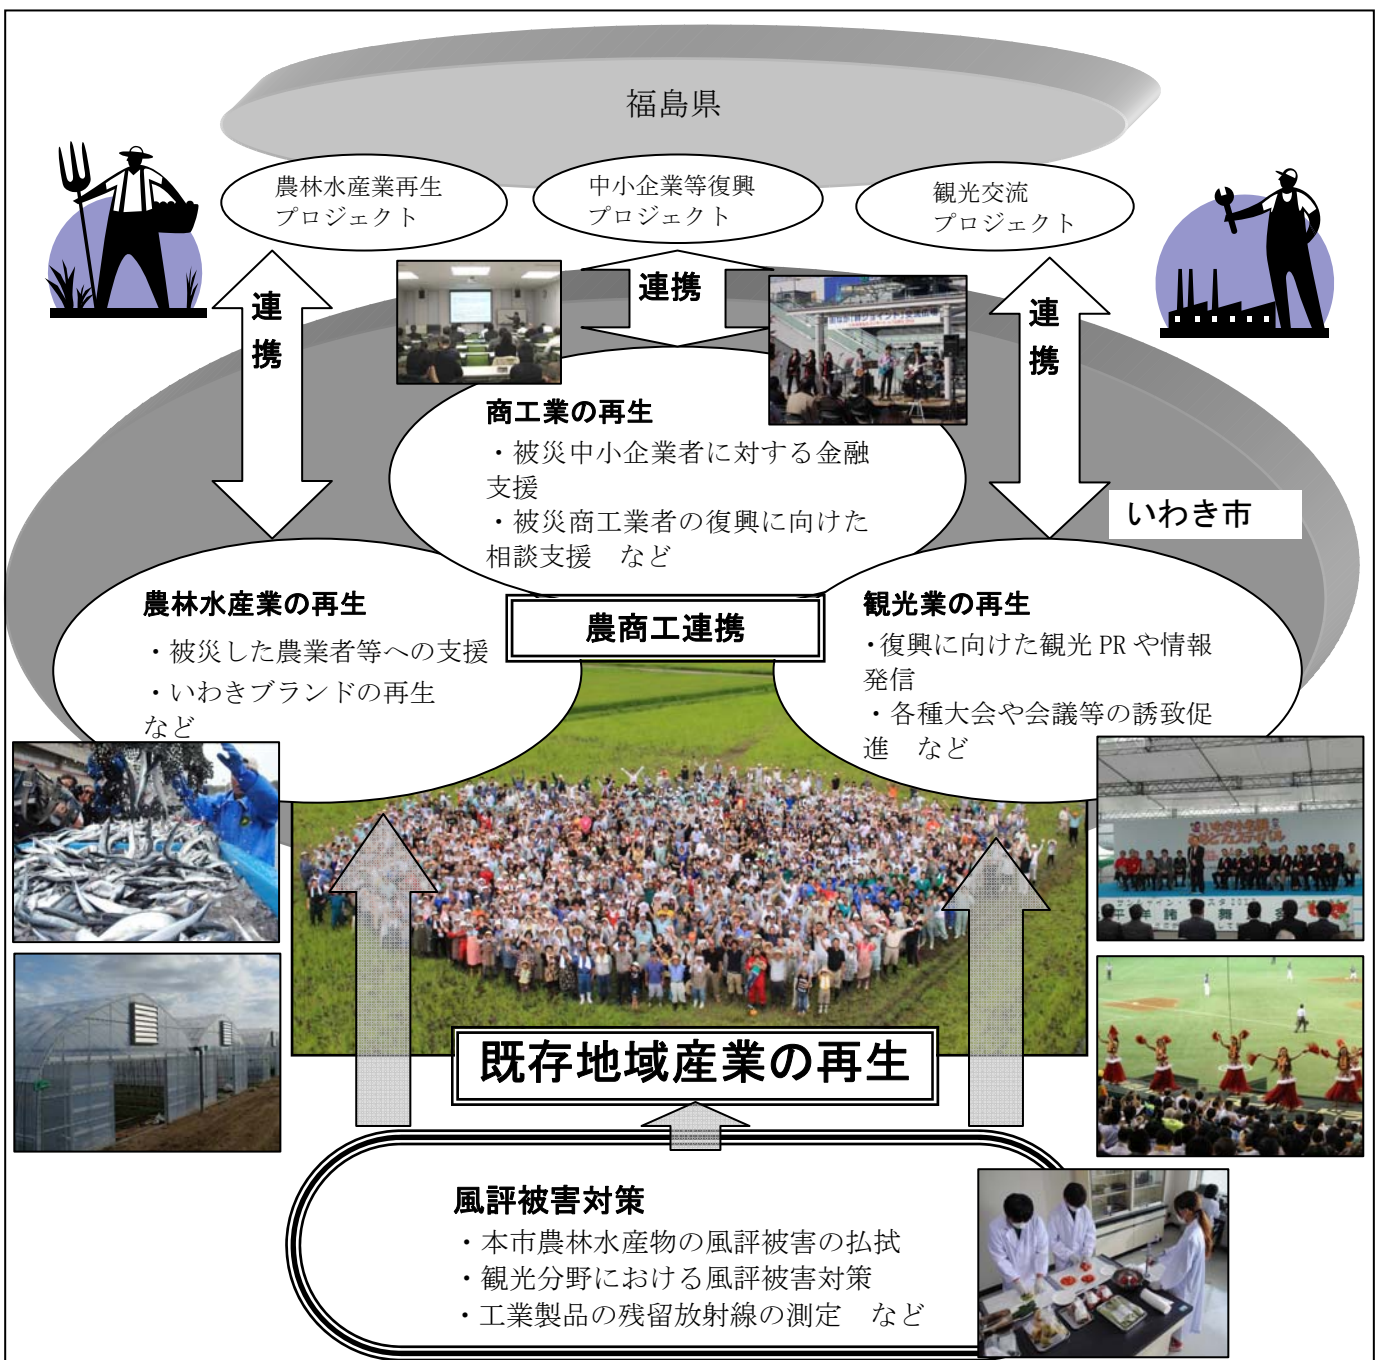 福島県
農林水産業再生
プロジェクト
中小企業等復興
プロジェクト
観光交流
プロジェクト
連
携
連携
連
携
商工業の再生
・被災中小企業者に対する金融
支援
・被災商工業者の復興に向けた
相談支援　など
いわき市
農林水産業の再生
・被災した農業者等への支援
・いわきブランドの再生
など
農商工連携
観光業の再生
・復興に向けた観光 PR や情報
発信
・各種大会や会議等の誘致促
進　など
既存地域産業の再生
風評被害対策
・本市農林水産物の風評被害の払拭
・観光分野における風評被害対策
・工業製品の残留放射線の測定　など